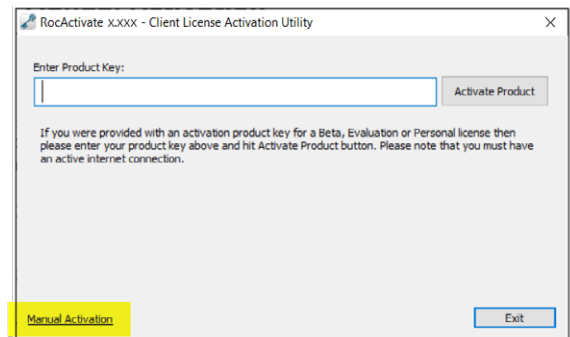 RocActivate x.xxx - Client License Activation Utility
Enter Product Key:
Activate Product
If you were provided with an activation product key for a Beta, Evaluation or Personal license then
please enter your product key above and hit Activate Product button. Please note that you must have
an active internet connection.
Manual Activation
Exit